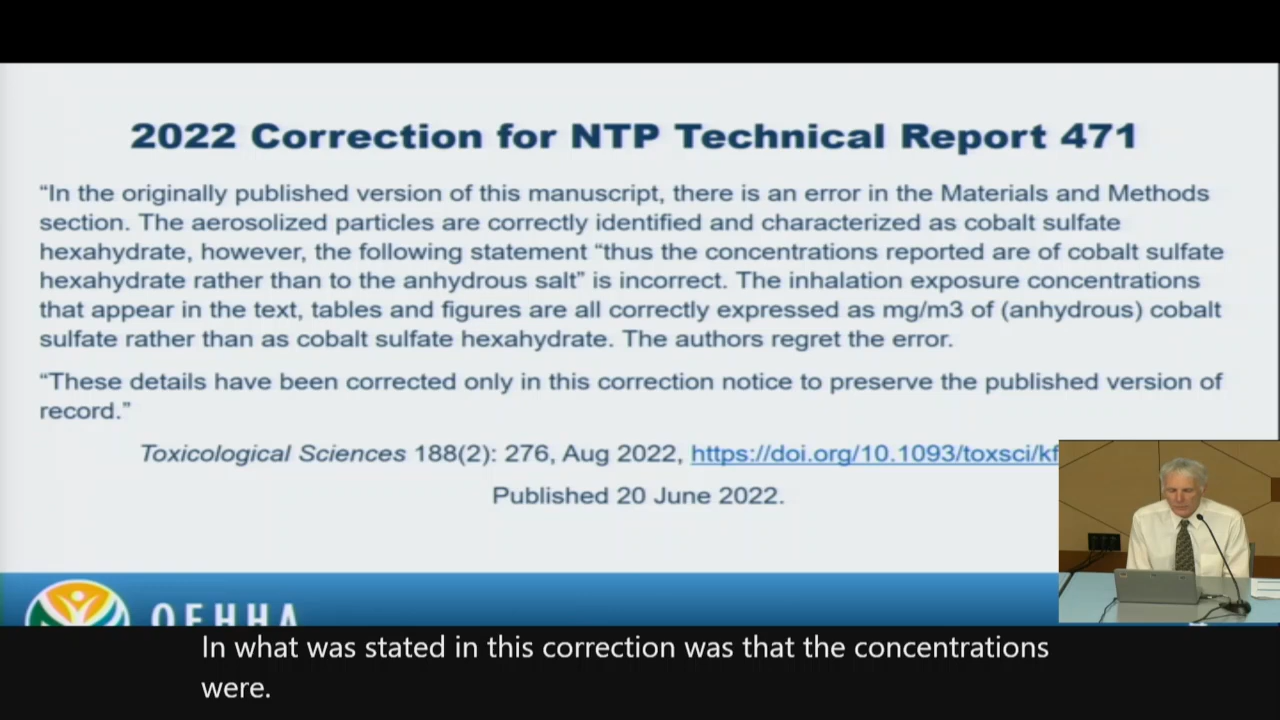 2022 Correction for NTP Technical Report 471
“In the originally published version of this manuscript, there is an error in the Materials and Methods
section. The aerosolized particles are correctly identified and characterized as cobalt sulfate
hexahydrate, however, the following statement “thus the concentrations reported are of cobalt sulfate
hexahydrate rather than to the anhydrous salt” is incorrect. The inhalation exposure concentrations
that appear in the text, tables and figures are all correctly expressed as mg/m3 of (anhydrous) cobalt
sulfate rather than as cobalt sulfate hexahydrate. The authors regret the error.
“These details have been corrected only in this correction notice to preserve the published version of
record.”
Toxicological Sciences 188(2): 276, Aug 2022, https://doi.org/10.1093/toxsci/kf
Published 20 June 2022.
OEHHA
In what was stated in this correction was that the concentrations
were.